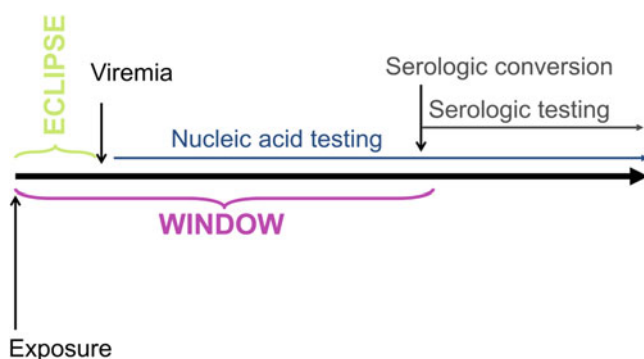 ECLIPSE
Viremia
Serologic conversion
Serologic testing
Nucleic acid testing
WINDOW
Exposure